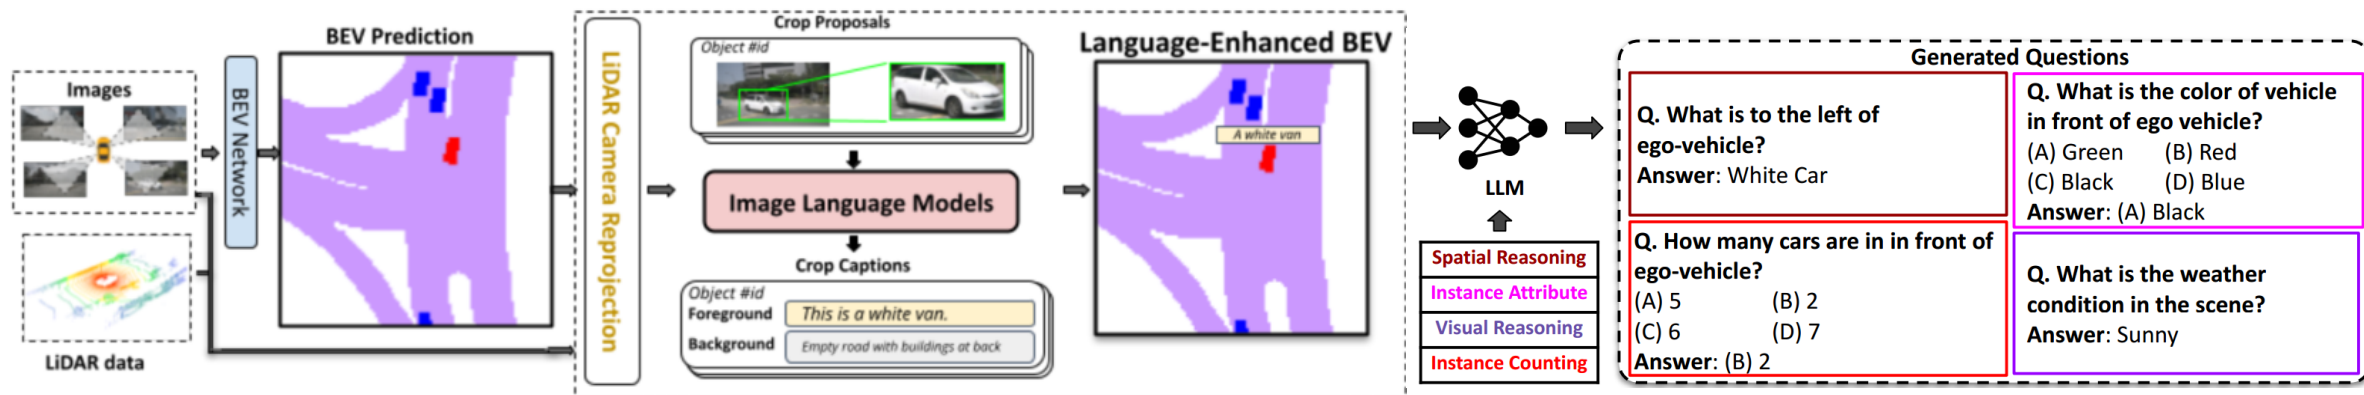 Images
LiDAR data
BEV Network
BEV Prediction
LiDAR Camera Reprojection
Crop Proposals
Object #id
Image Language Models
Crop Captions
Object #id
Foreground
This is a white van.
Background
Empty road with buildings at back
Language-Enhanced BEV
A white van
LLM
Spatial Reasoning
Instance Attribute
Visual Reasoning
Instance Counting
Generated Questions
Q. What is to the left of
ego-vehicle?
Answer: White Car
Q. What is the color of vehicle
in front of ego vehicle?
(A) Green (B) Red
(C) Black (D) Blue
Answer: (A) Black
Q. How many cars are in in front of
ego-vehicle?
(A) 5 (B) 2
(C) 6 (D) 7
Answer: (B) 2
Q. What is the weather
condition in the scene?
Answer: Sunny